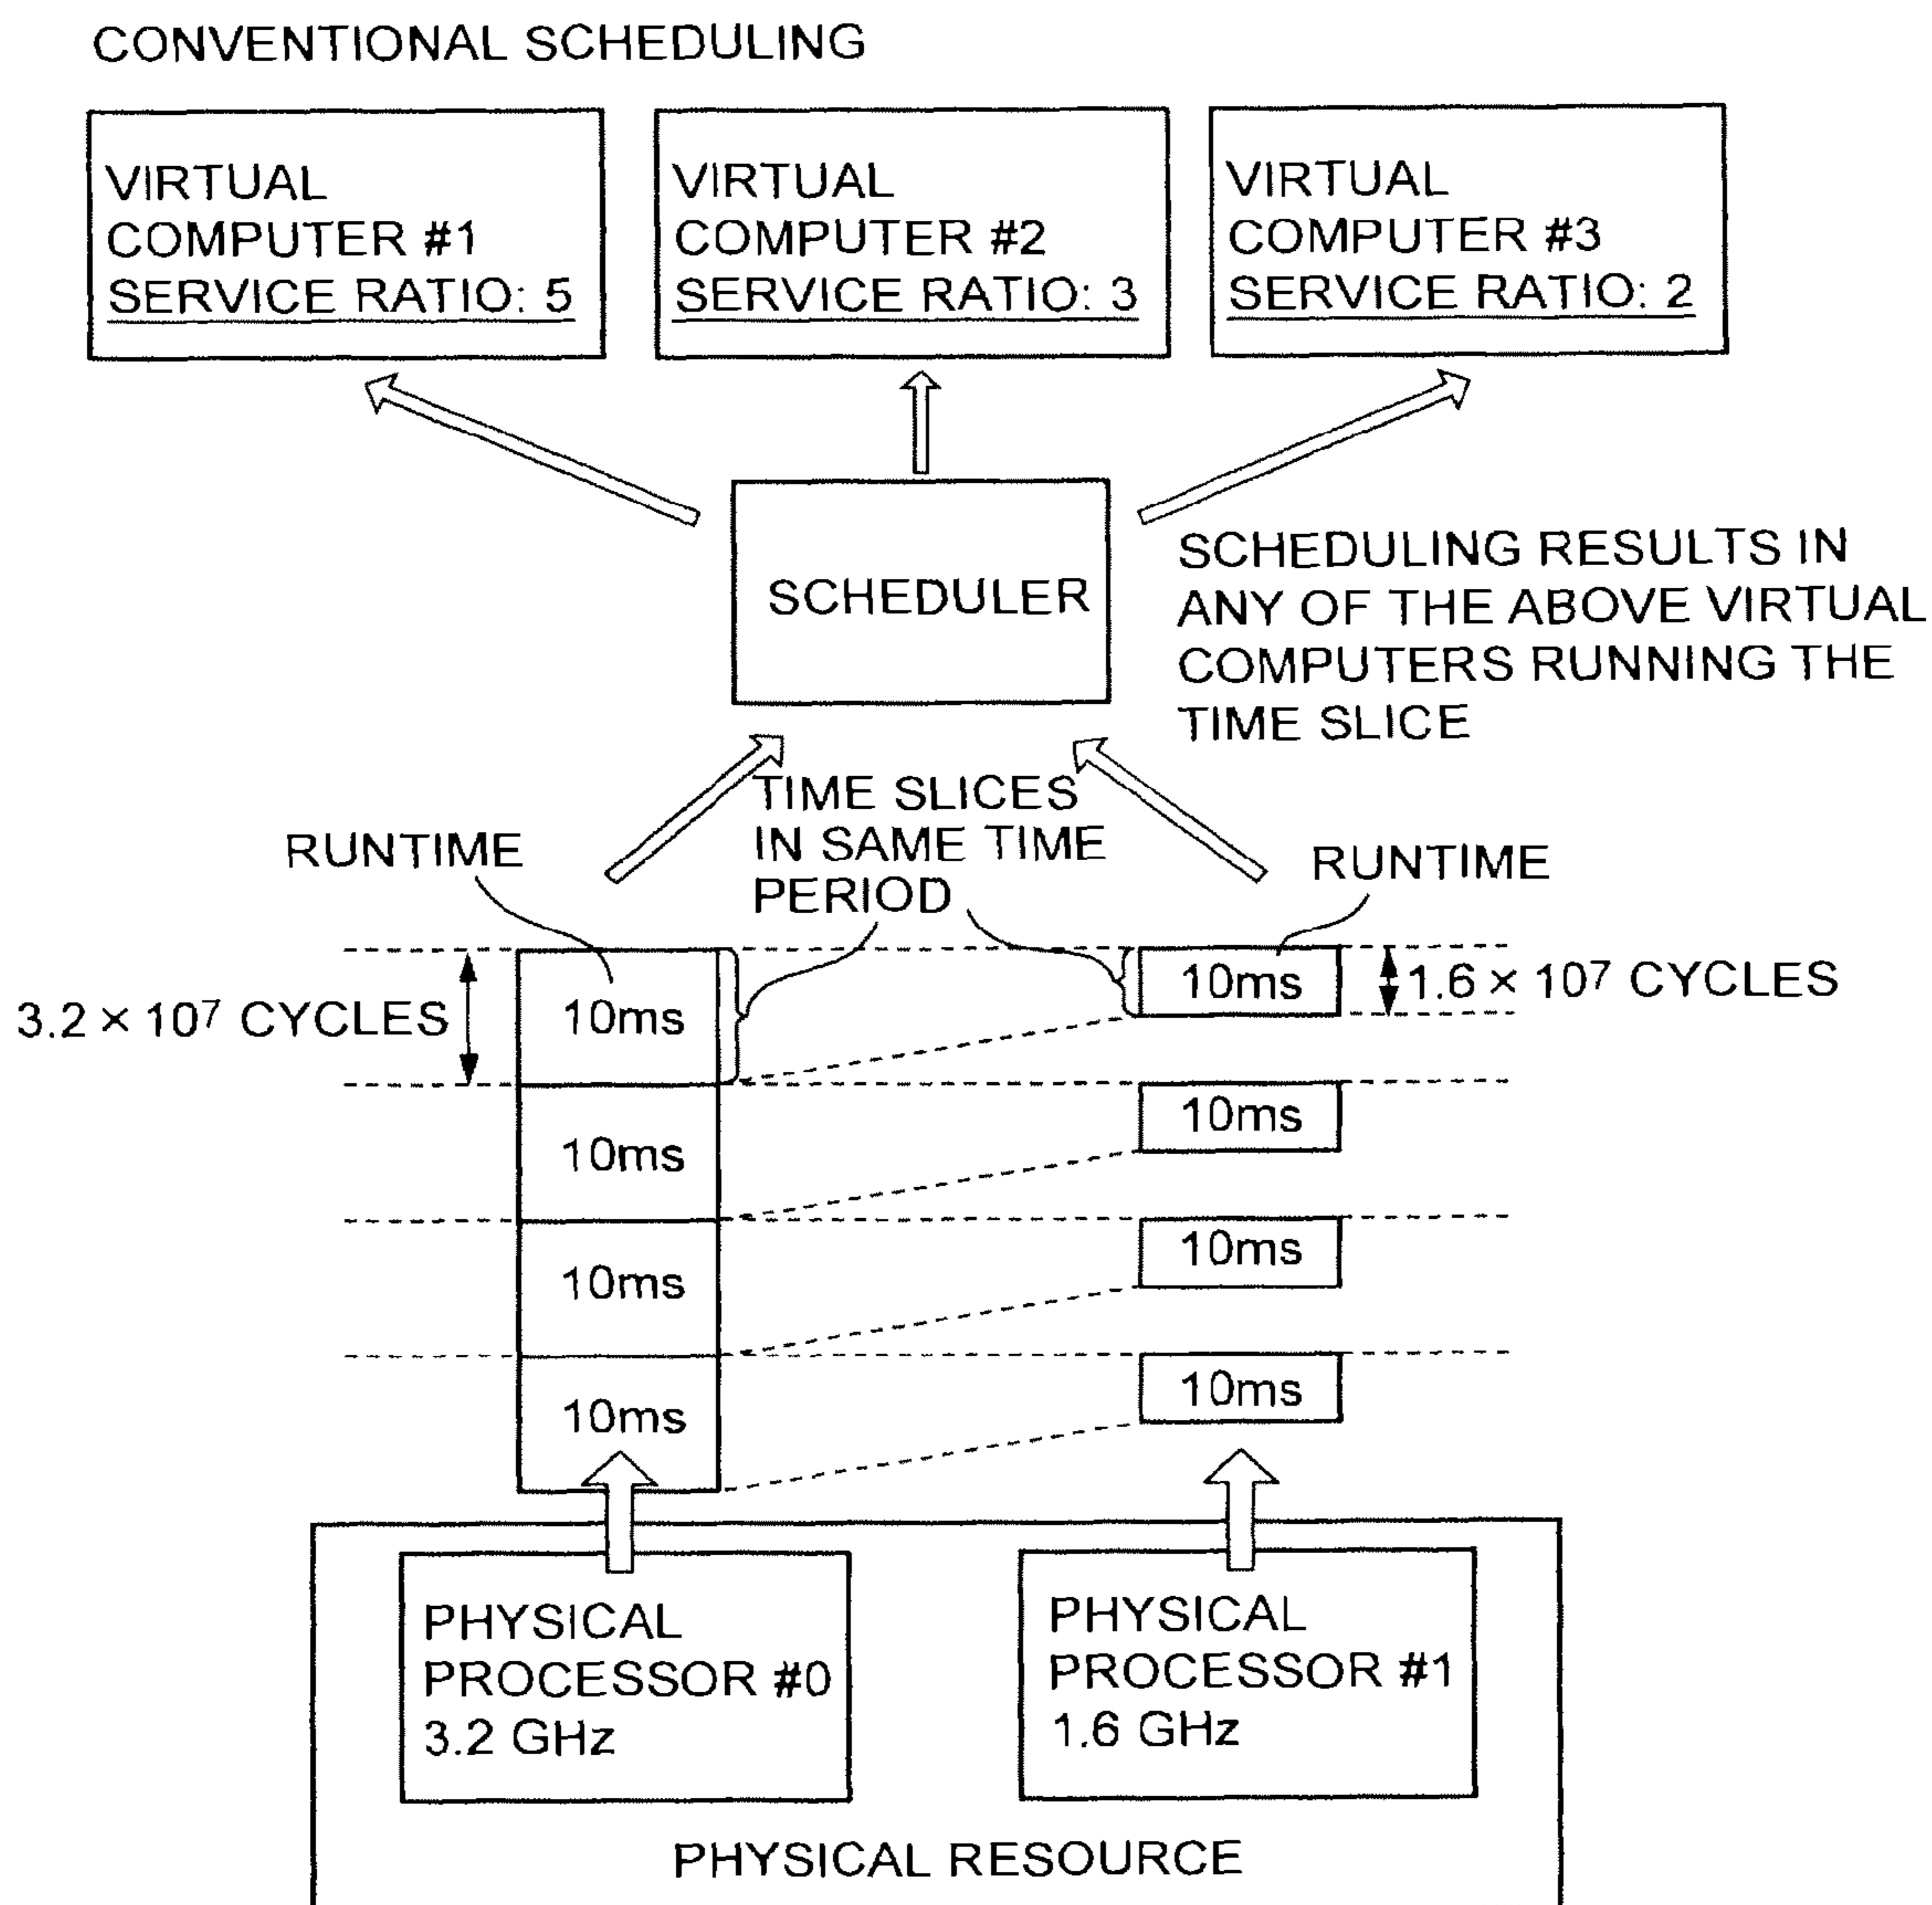 CONVENTIONAL SCHEDULING
VIRTUAL
COMPUTER #1
SERVICE RATIO: 5
VIRTUAL
COMPUTER #2
SERVICE RATIO: 3
VIRTUAL
COMPUTER #3
SERVICE RATIO: 2
SCHEDULER
SCHEDULING RESULTS IN
ANY OF THE ABOVE VIRTUAL
COMPUTERS RUNNING THE
TIME SLICE
TIME SLICES
IN SAME TIME
PERIOD
RUNTIME
RUNTIME
3.2 × 10⁷ CYCLES
10ms
10ms
10ms
10ms
10ms
10ms
10ms
10ms
1.6 × 10⁷ CYCLES
PHYSICAL
PROCESSOR #0
3.2 GHz
PHYSICAL
PROCESSOR #1
1.6 GHz
PHYSICAL RESOURCE